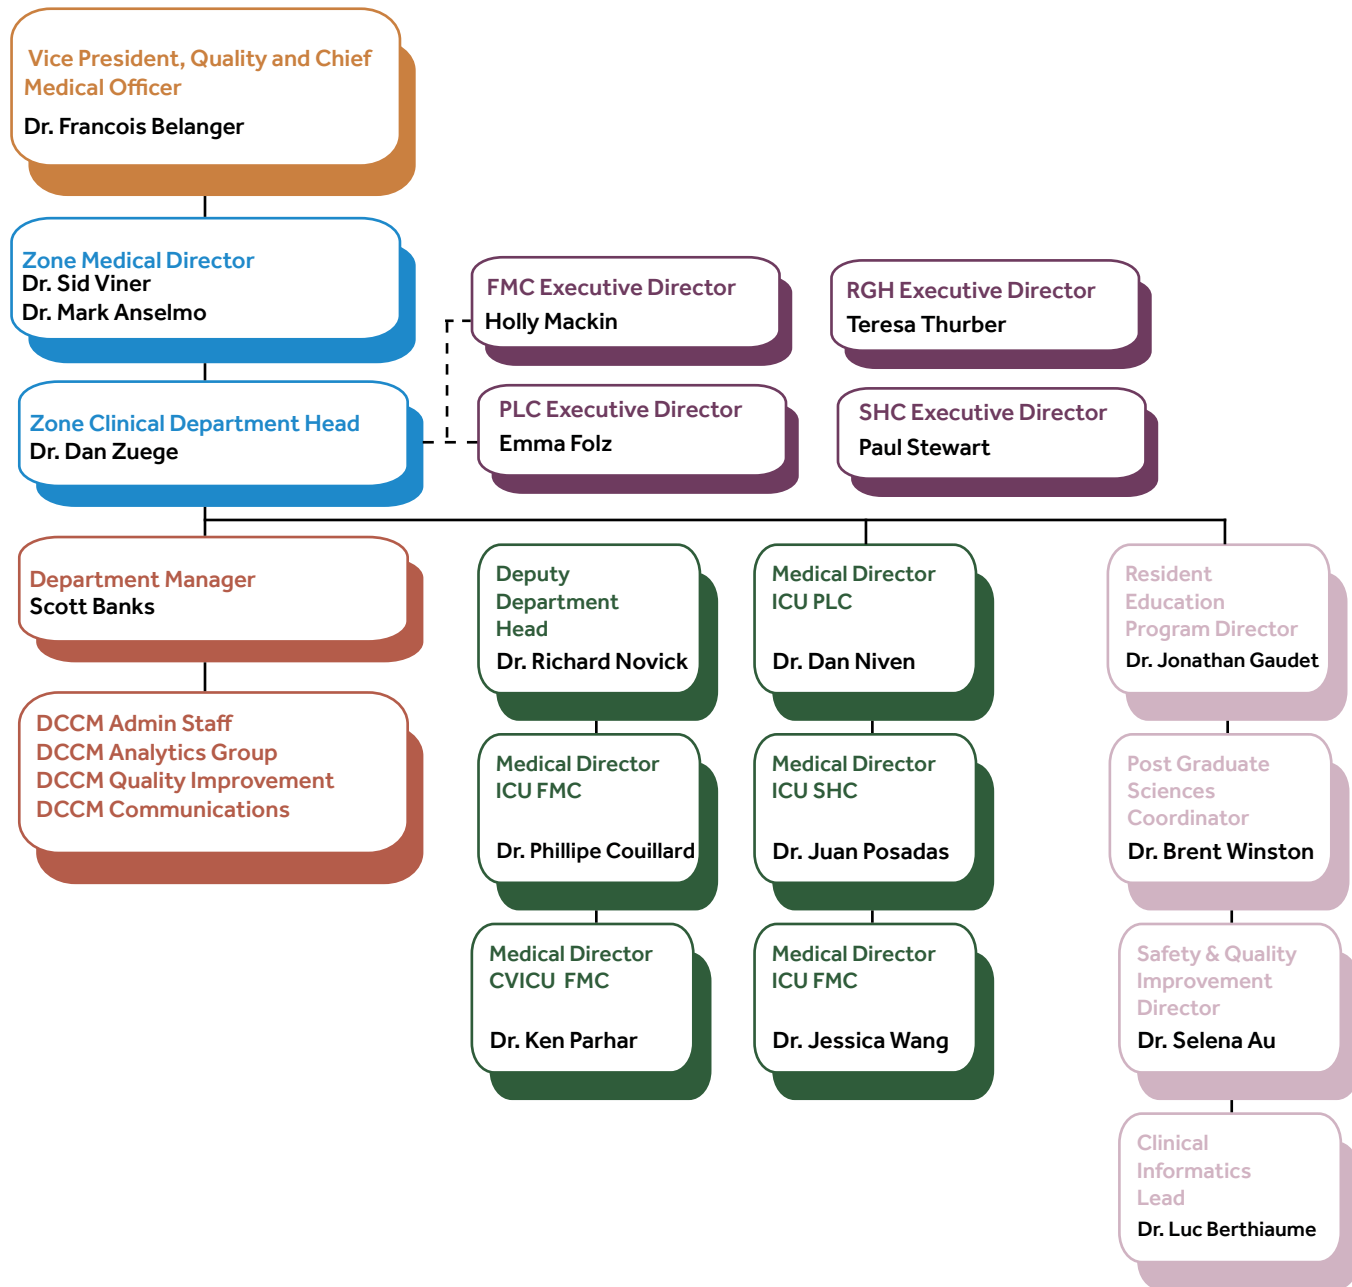 Vice President, Quality and Chief
Medical Officer
Dr. Francois Belanger
Zone Medical Director
Dr. Sid Viner
Dr. Mark Anselmo
FMC Executive Director
Holly Mackin
RGH Executive Director
Teresa Thurber
Zone Clinical Department Head
Dr. Dan Zuege
PLC Executive Director
Emma Folz
SHC Executive Director
Paul Stewart
Department Manager
Scott Banks
DCCM Admin Staff
DCCM Analytics Group
DCCM Quality Improvement
DCCM Communications
Deputy
Department
Head
Dr. Richard Novick
Medical Director
ICU FMC
Dr. Phillipe Couillard
Medical Director
CVICU FMC
Dr. Ken Parhar
Medical Director
ICU PLC
Dr. Dan Niven
Medical Director
ICU SHC
Dr. Juan Posadas
Medical Director
ICU FMC
Dr. Jessica Wang
Resident
Education
Program Director
Dr. Jonathan Gaudet
Post Graduate
Sciences
Coordinator
Dr. Brent Winston
Safety & Quality
Improvement
Director
Dr. Selena Au
Clinical
Informatics
Lead
Dr. Luc Berthiaume